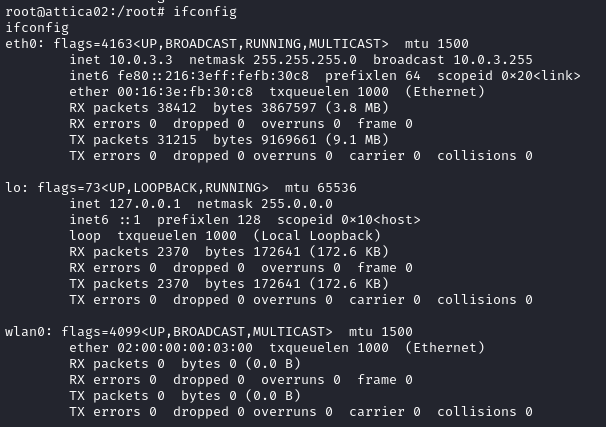 root@attica02:/root# ifconfig
ifconfig
eth0: flags=4163<UP,BROADCAST,RUNNING,MULTICAST>  mtu 1500
        inet 10.0.3.3  netmask 255.255.255.0  broadcast 10.0.3.255
        inet6 fe80::216:3eff:fefb:30c8  prefixlen 64  scopeid 0×20<link>
        ether 00:16:3e:fb:30:c8  txqueuelen 1000  (Ethernet)
        RX packets 38412  bytes 3867597 (3.8 MB)
        RX errors 0  dropped 0  overruns 0  frame 0
        TX packets 31215  bytes 9169661 (9.1 MB)
        TX errors 0  dropped 0 overruns 0  carrier 0  collisions 0

lo: flags=73<UP,LOOPBACK,RUNNING>  mtu 65536
        inet 127.0.0.1  netmask 255.0.0.0
        inet6 ::1  prefixlen 128  scopeid 0×10<host>
        loop  txqueuelen 1000  (Local Loopback)
        RX packets 2370  bytes 172641 (172.6 KB)
        RX errors 0  dropped 0  overruns 0  frame 0
        TX packets 2370  bytes 172641 (172.6 KB)
        TX errors 0  dropped 0 overruns 0  carrier 0  collisions 0

wlan0: flags=4099<UP,BROADCAST,MULTICAST>  mtu 1500
        ether 02:00:00:00:03:00  txqueuelen 1000  (Ethernet)
        RX packets 0  bytes 0 (0.0 B)
        RX errors 0  dropped 0  overruns 0  frame 0
        TX packets 0  bytes 0 (0.0 B)
        TX errors 0  dropped 0 overruns 0  carrier 0  collisions 0